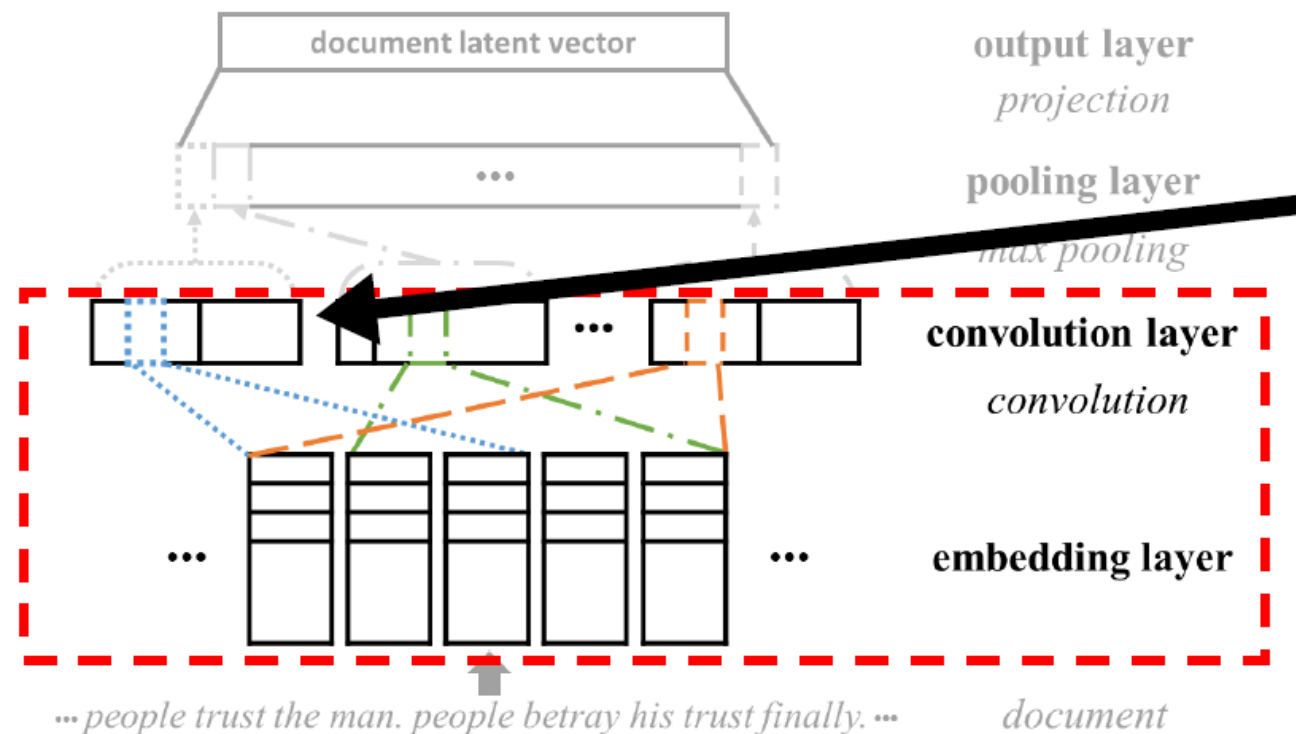 document latent vector
output layer
projection
•••
pooling layer
max pooling
•••
convolution layer
convolution
•••
•••
embedding layer
••• people trust the man. people betray his trust finally. •••
document